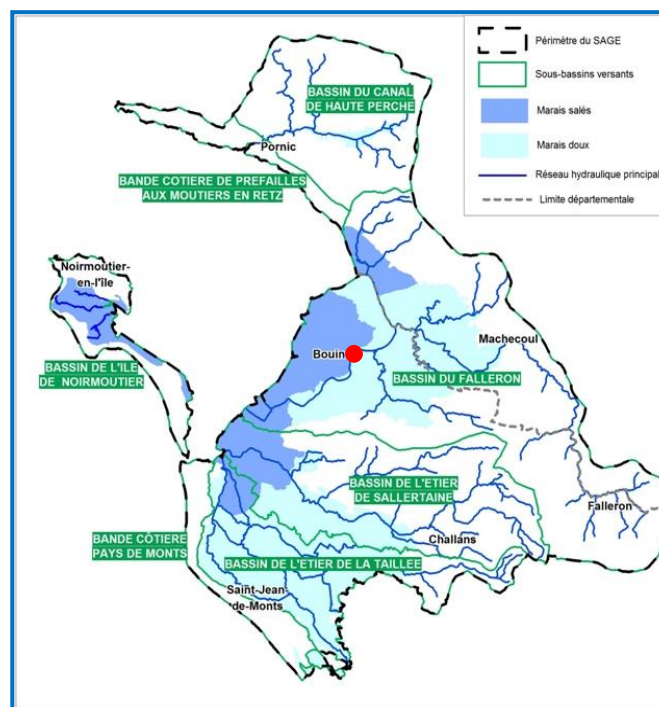 Périmètre du SAGE
Sous-bassins versants
Marais salés
Marais doux
Réseau hydraulique principal
Limite départementale
BASSIN DU CANAL
DE HAUTE PERCHE
Pornic
BANDE COTIERE DE PREFAILLES
AUX MOUTIERS EN RETZ
Noirmoutier-
en-l'île
BASSIN DE L'ILE
DE NOIRMOUTIER
Bouin
Machecoul
BASSIN DU FALLERON
BASSIN DE L'ETIER
DE SALLERTAINE
Falleron
Challans
BANDE CÔTIERE
PAYS DE MONTS
BASSIN DE L'ETIER DE LA TAILLEE
Saint-Jean-
de-Monts